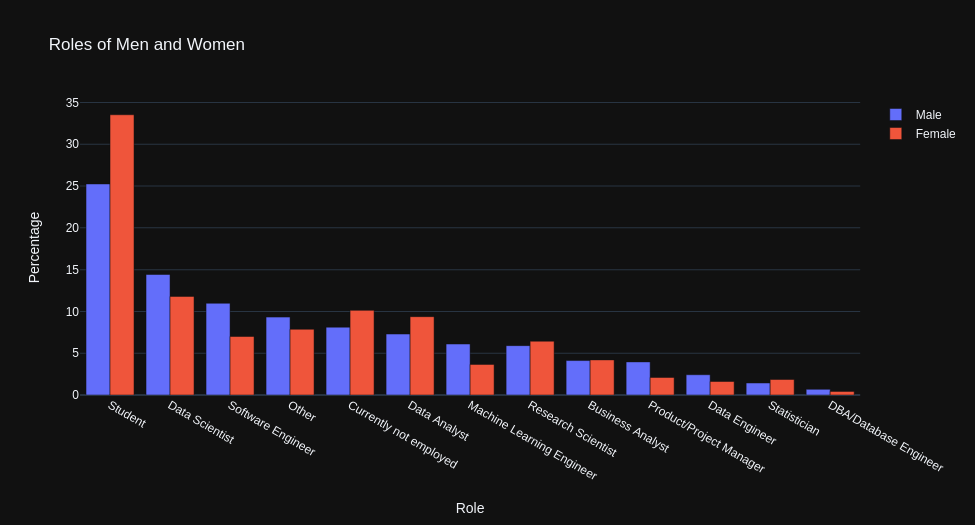 Roles of Men and Women
Male
Female
Percentage
35
30
25
20
15
10
5
0
Student
Data Scientist
Software Engineer
Other
Currently not employed
Data Analyst
Machine Learning Engineer
Research Scientist
Business Analyst
Product/Project Manager
Data Engineer
Statistician
DBA/Database Engineer
Role